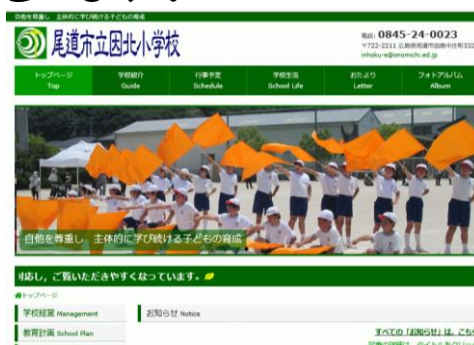 自他を尊重し　主体的に学び続ける子どもの育成
尾道市立因北小学校
電話: 0845-24-0023
〒722-2211 広島県尾道市因島中庄町332
inhoku-e@onomichi.ed.jp
トップページ 学校紹介 行事予定 学校生活 おたより フォトアルバム
Top Guide Schedule School Life Letter Album
自他を尊重し　主体的に学び続ける子どもの育成
対応し，ご覧いただきやすくなっています。
トップページ
学校経営 Management
お知らせ Notice
教育計画 School Plan
すべての「お知らせ」は、こちら